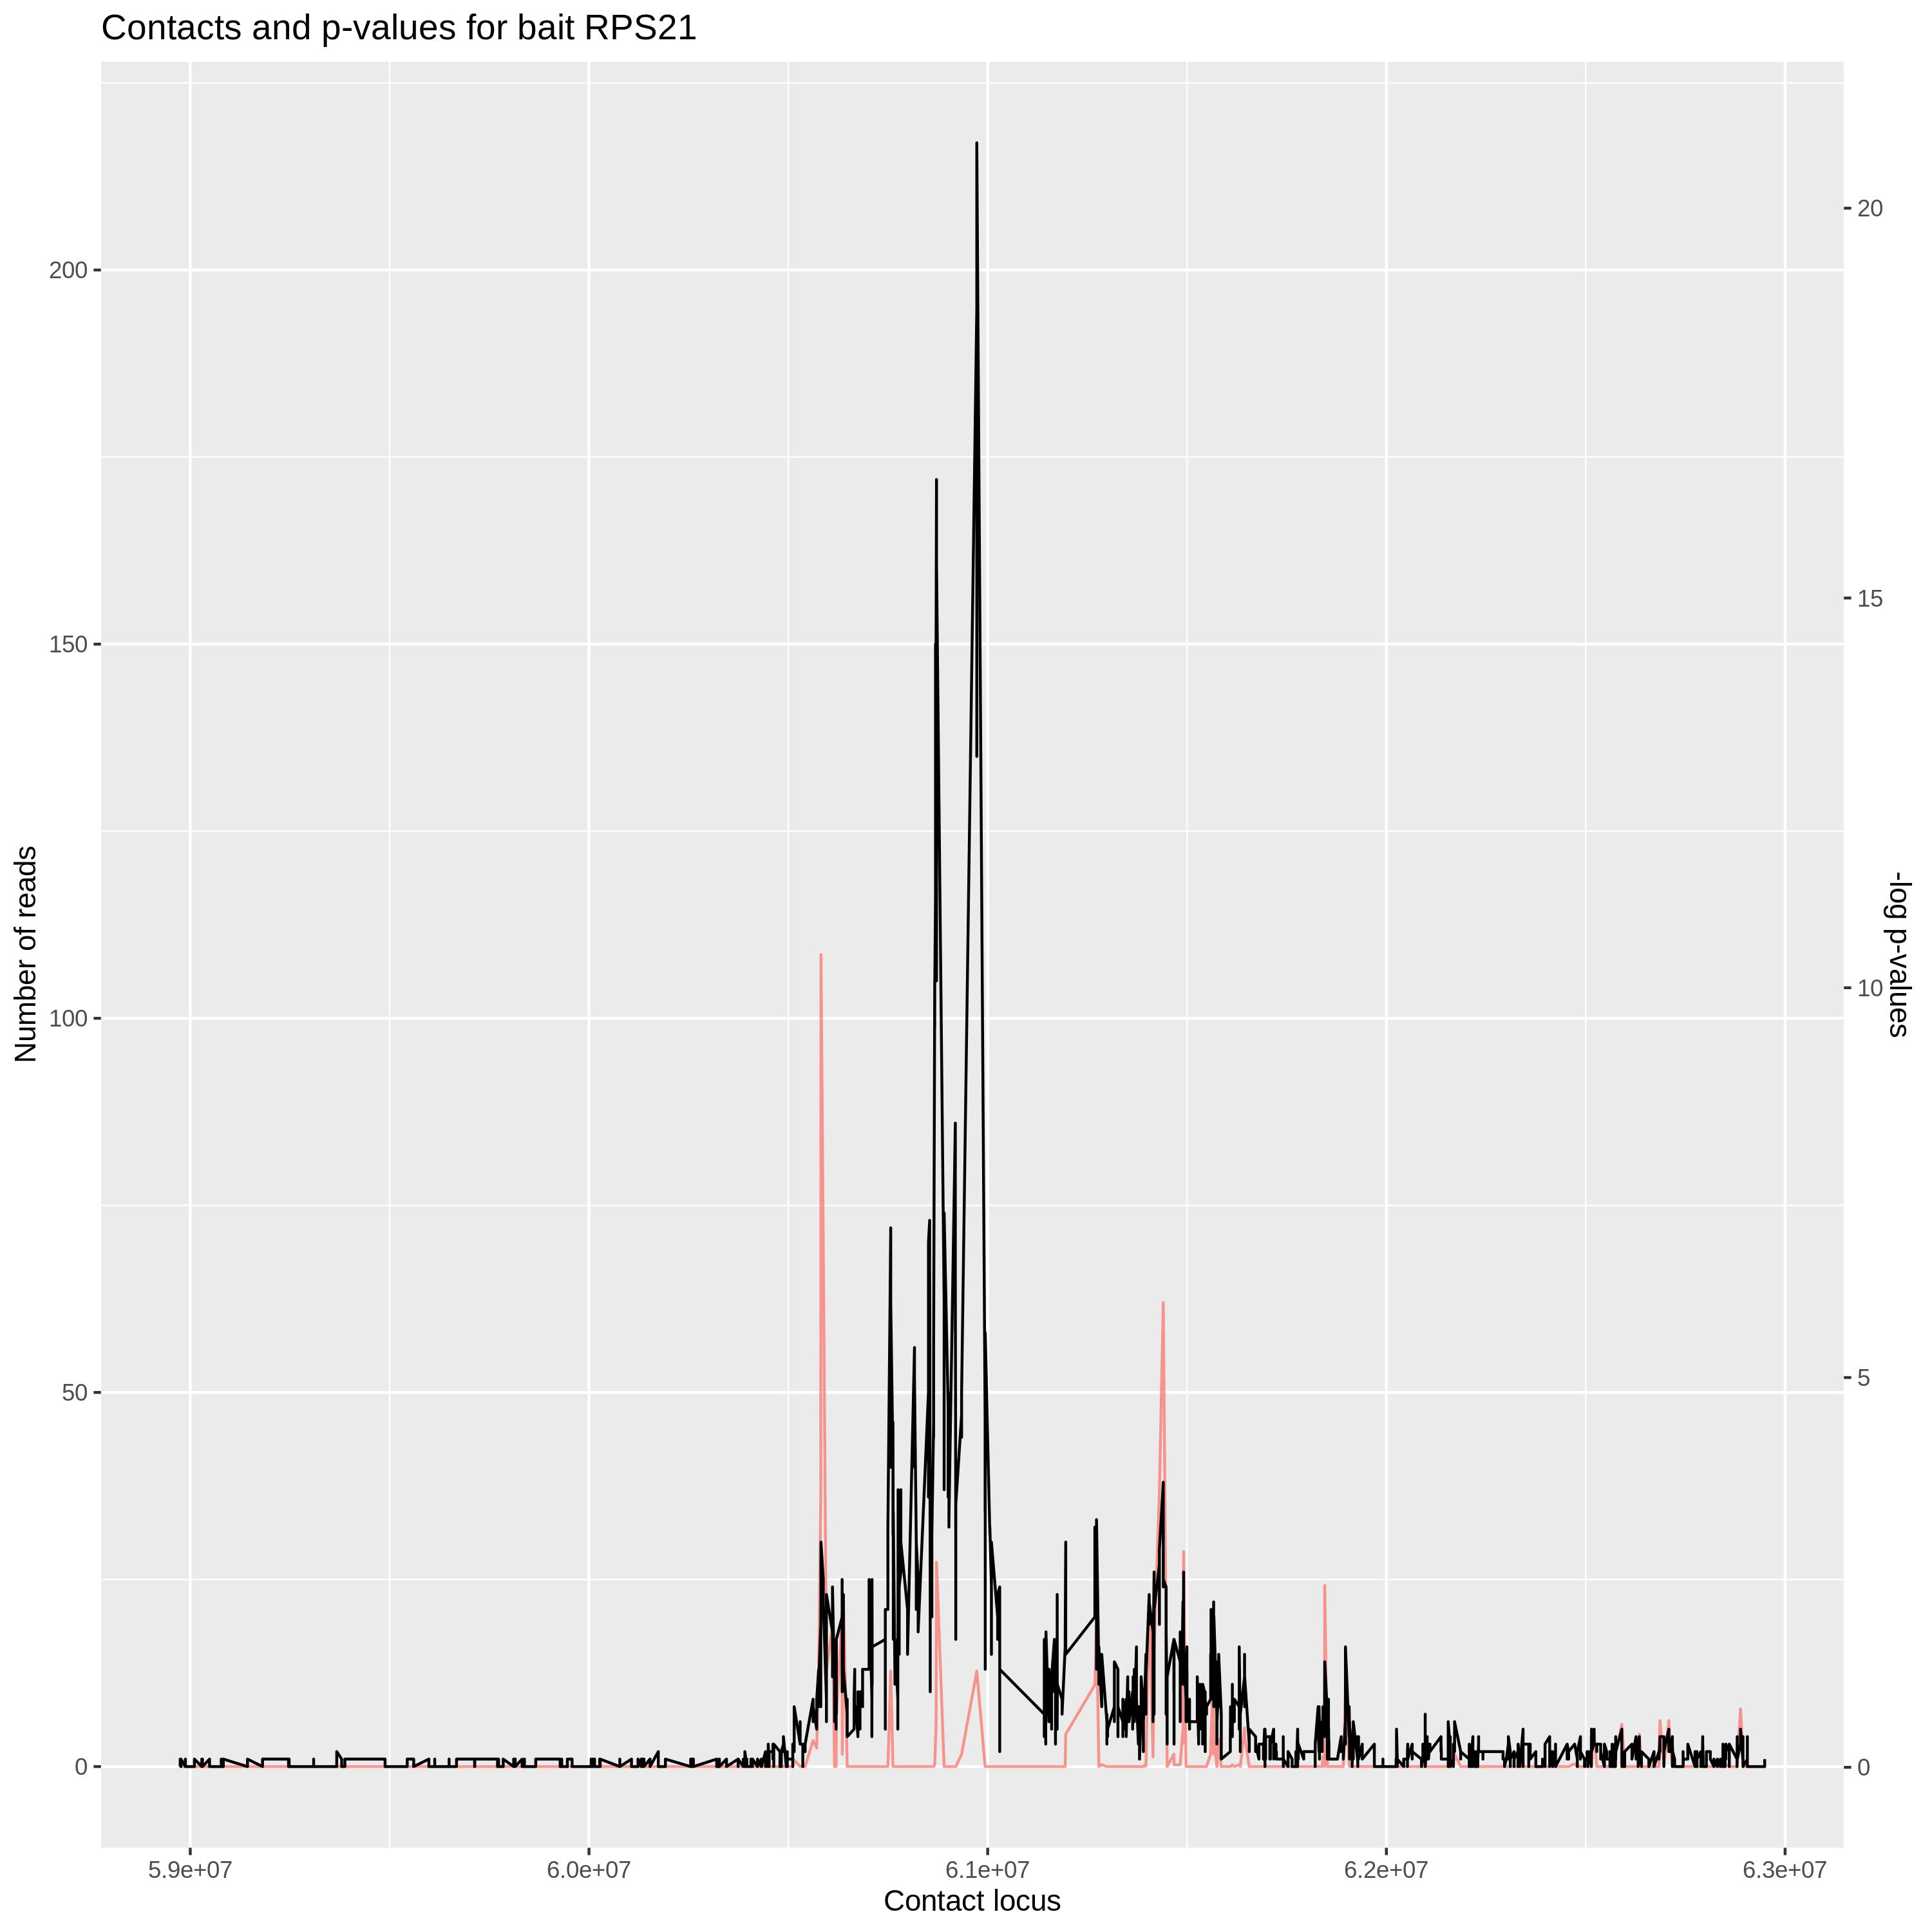 Contacts and p-values for bait RPS21
200
150
100
50
0
Number of reads
20
15
10
5
0
-log p-values
5.9e+07
6.0e+07
6.1e+07
6.2e+07
6.3e+07
Contact locus